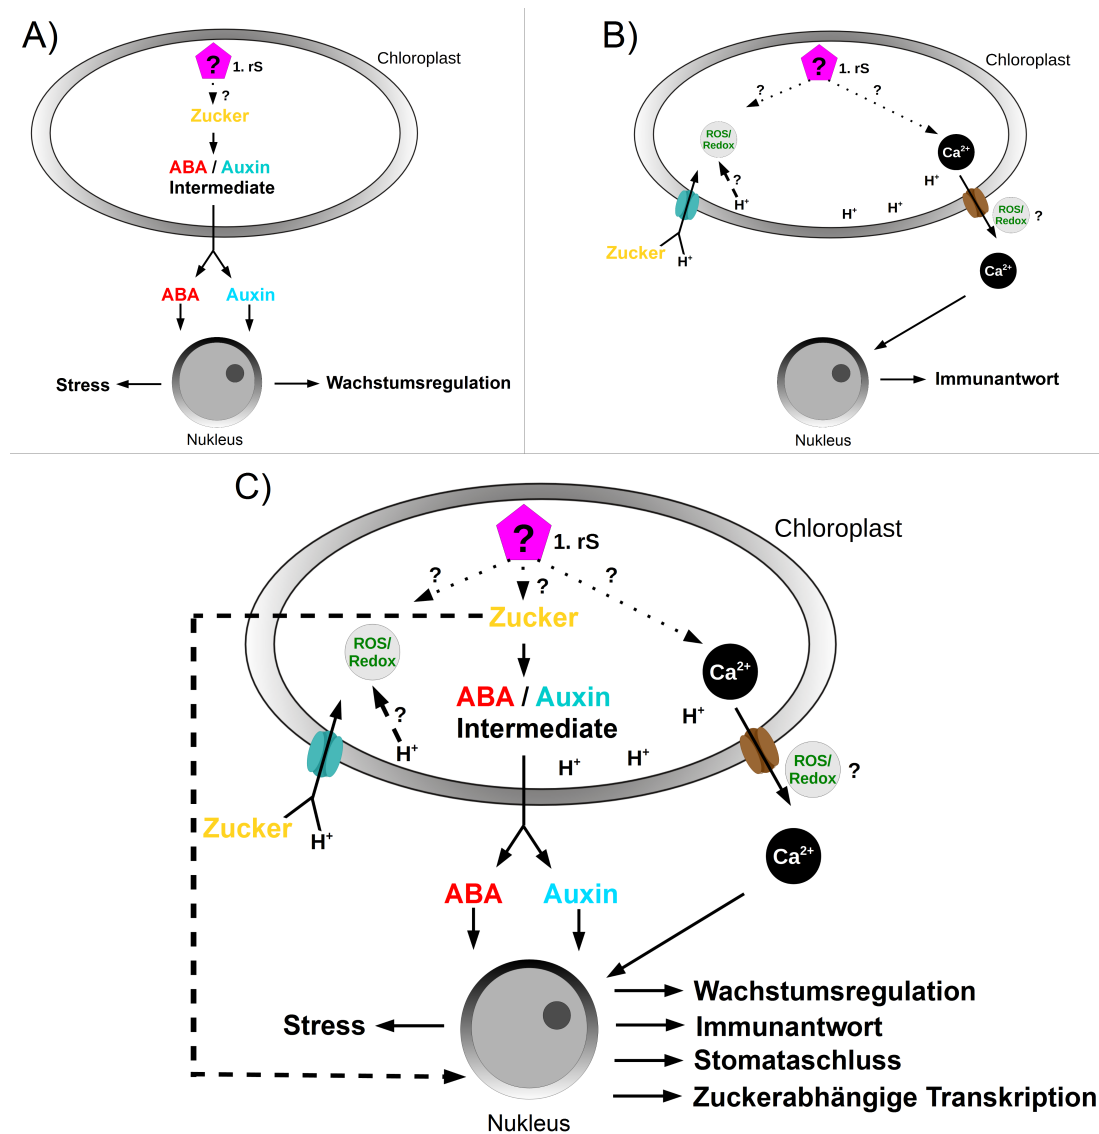 A)
Chloroplast
?
1. rS
?
Zucker
ABA / Auxin
Intermediate
ABA
Auxin
Stress
Wachstumsregulation
Nukleus
B)
Chloroplast
?
1. rS
?
?
ROS/
Redox
Ca²⁺
?
H⁺
H⁺
H⁺
H⁺
ROS/
Redox
?
Zucker
H⁺
Ca²⁺
Immunantwort
Nukleus
C)
Chloroplast
?
1. rS
?
?
?
Zucker
ROS/
Redox
Ca²⁺
ABA / Auxin
Intermediate
?
H⁺
H⁺
H⁺
H⁺
ROS/
Redox
?
Zucker
H⁺
Ca²⁺
ABA
Auxin
Wachstumsregulation
Stress
Immunantwort
Stomataschluss
Zuckerabhängige Transkription
Nukleus